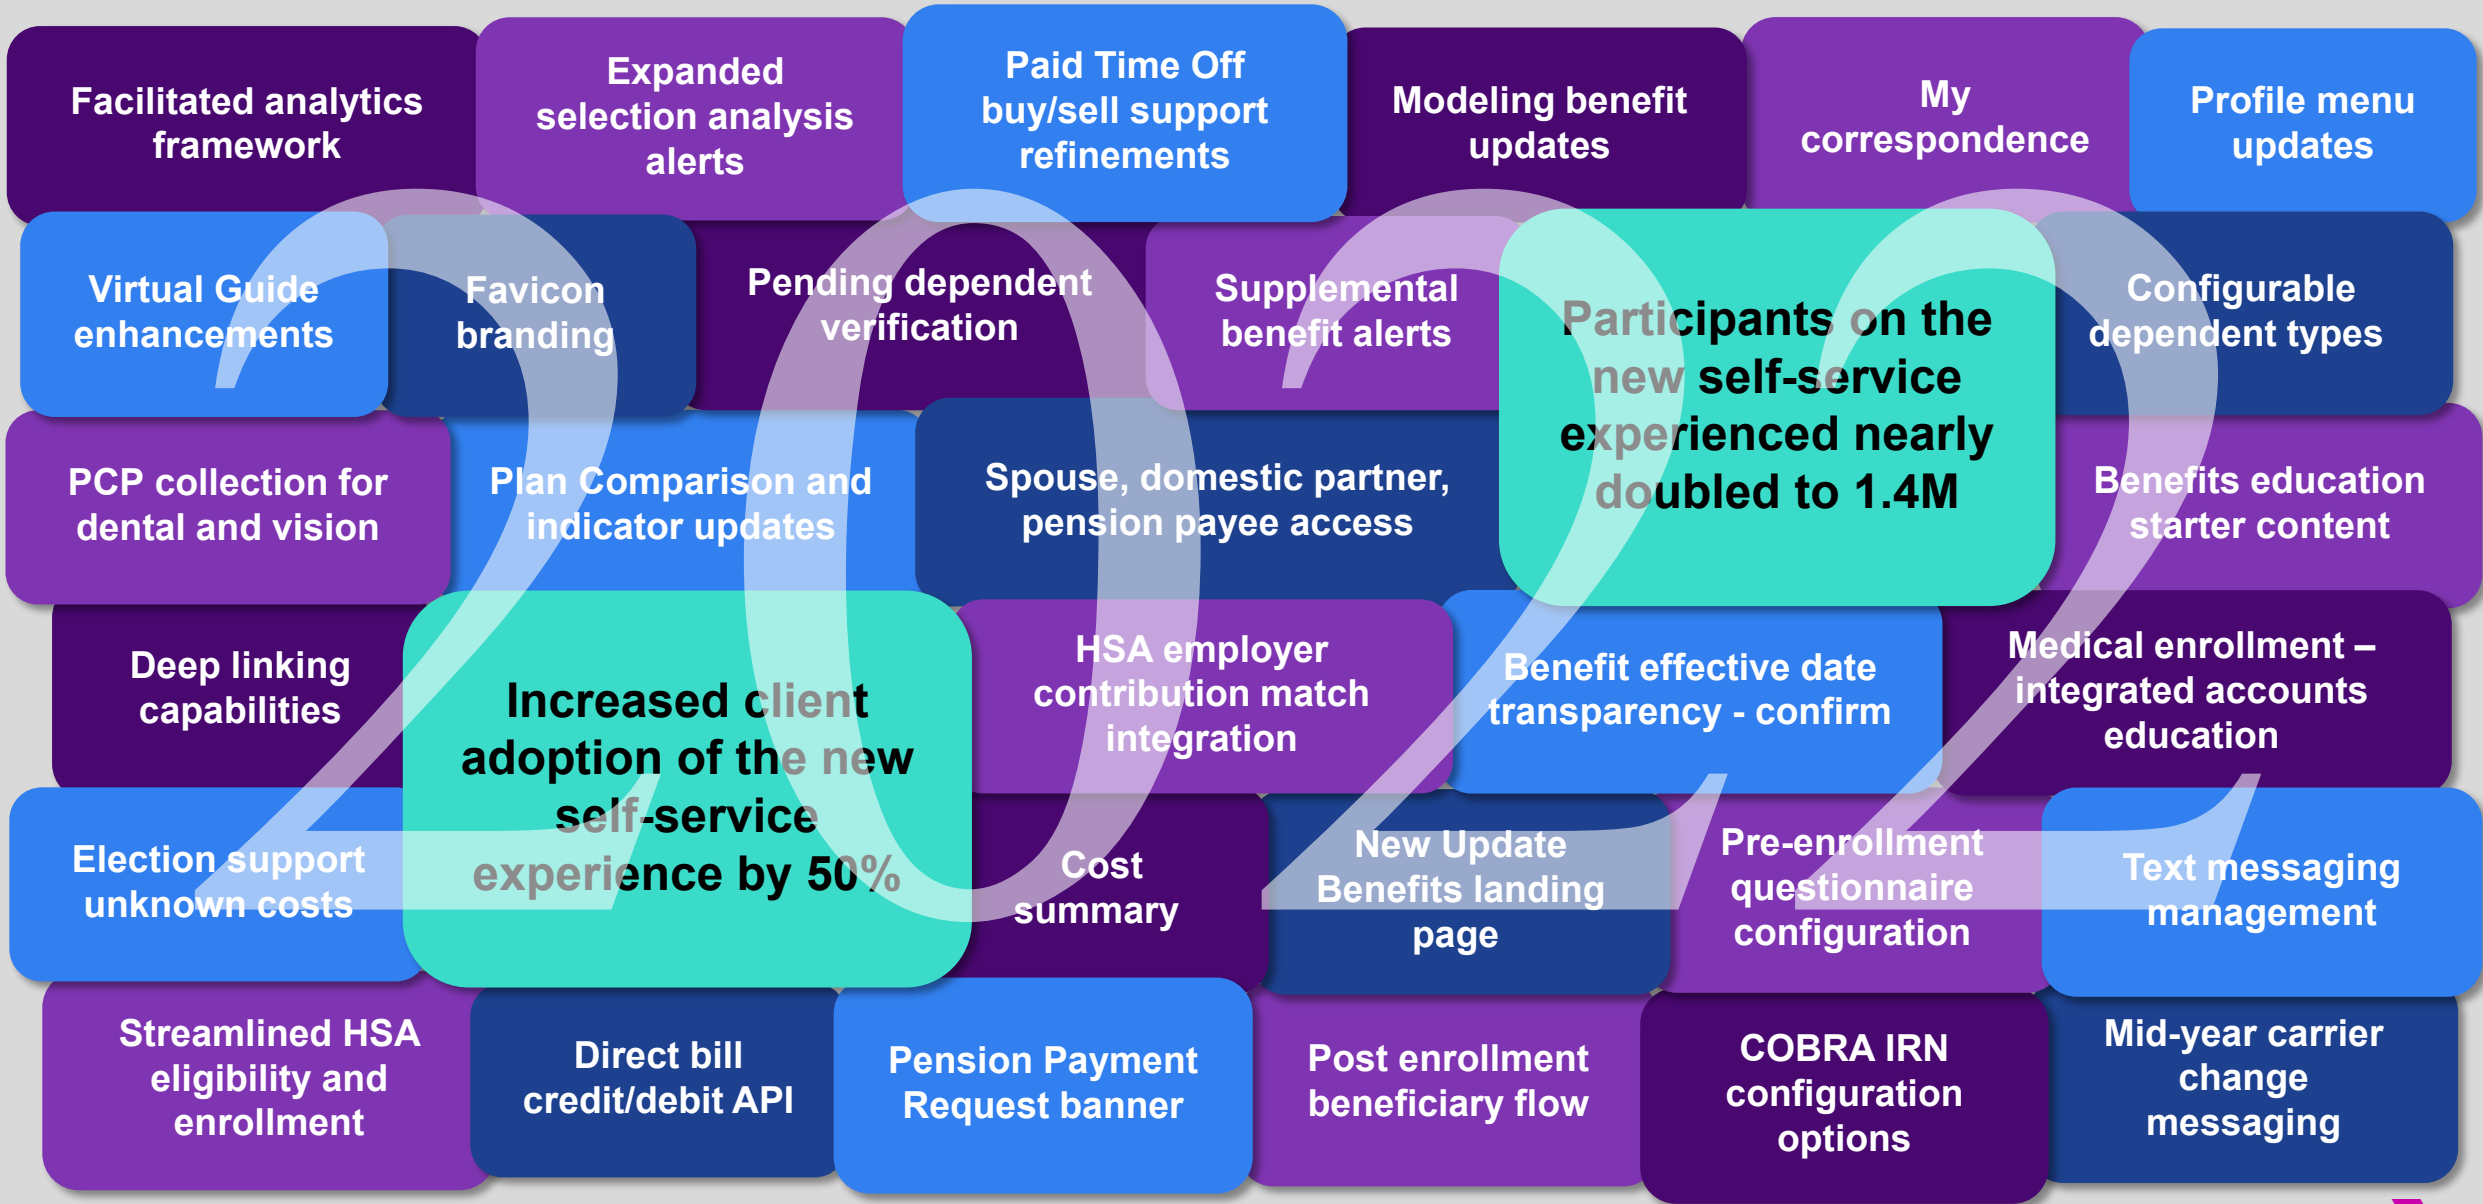 Facilitated analytics
framework
Expanded
selection analysis
alerts
Paid Time Off
buy/sell support
refinements
Modeling benefit
updates
My
correspondence
Profile menu
updates
Virtual Guide
enhancements
Favicon
branding
Pending dependent
verification
Supplemental
benefit alerts
Participants on the
new self-service
experienced nearly
doubled to 1.4M
Configurable
dependent types
PCP collection for
dental and vision
Plan Comparison and
indicator updates
Spouse, domestic partner,
pension payee access
Benefits education
starter content
Deep linking
capabilities
Increased client
adoption of the new
self-service
experience by 50%
HSA employer
contribution match
integration
Benefit effective date
transparency - confirm
Medical enrollment –
integrated accounts
education
Election support
unknown costs
Cost
summary
New Update
Benefits landing
page
Pre-enrollment
questionnaire
configuration
Text messaging
management
Streamlined HSA
eligibility and
enrollment
Direct bill
credit/debit API
Pension Payment
Request banner
Post enrollment
beneficiary flow
COBRA IRN
configuration
options
Mid-year carrier
change
messaging
2022